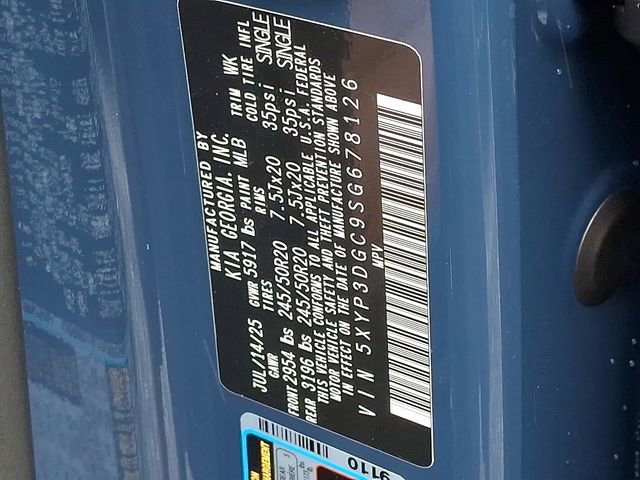 MANUFACTURED BY
KIA GEORGIA, INC.
JUL/14/25 GVWR 5917 lbs PAINT MLB TRIM WK
GAWR TIRES RIMS COLD TIRE INFL
FRONT 2954 lbs 245/50R20 7.5Jx20 35psi SINGLE
REAR 3196 lbs 245/50R20 7.5Jx20 35psi SINGLE
THIS VEHICLE CONFORMS TO ALL APPLICABLE U.S.A. FEDERAL
MOTOR VEHICLE SAFETY AND THEFT PREVENTION STANDARDS
IN EFFECT ON THE DATE OF MANUFACTURE SHOWN ABOVE
VIN 5XYP3DGC9SG678126
MPV
9110